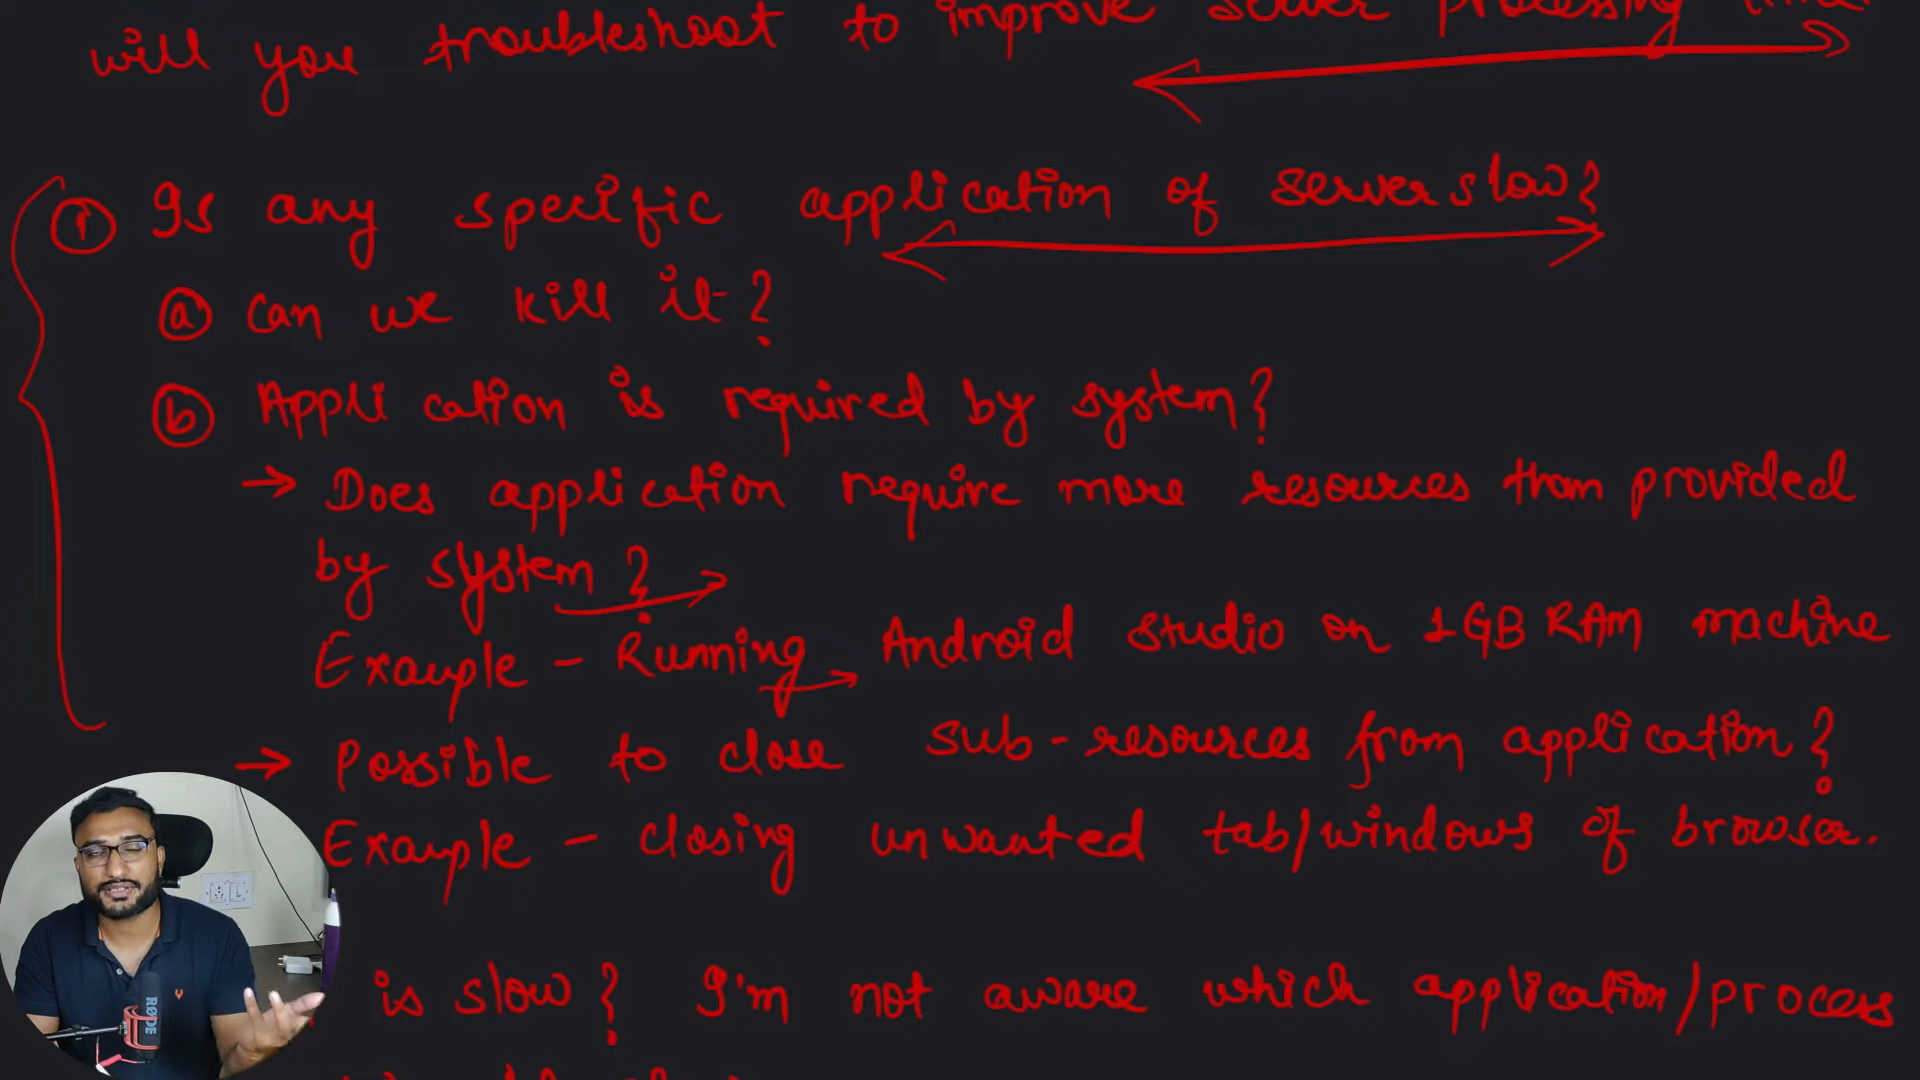 will you troubleshoot to improve server processing
① Is any specific application of server slow?
ⓐ Can we kill it?
ⓑ Application is required by system?
→ Does application require more resources than provided
by system?
Example - Running Android studio on 1GB RAM machine
→ Possible to close sub-resources from application?
Example - closing unwanted tab/windows of browser.
is slow? I'm not aware which application/process
RØDE